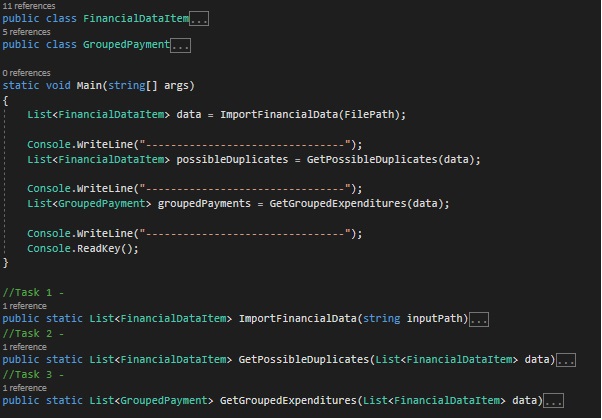 11 references
public class FinancialDataItem...
5 references
public class GroupedPayment...
0 references
static void Main(string[] args)
{
List<FinancialDataItem> data = ImportFinancialData(FilePath);
Console.WriteLine("--------------------------------");
List<FinancialDataItem> possibleDuplicates = GetPossibleDuplicates(data);
Console.WriteLine("--------------------------------");
List<GroupedPayment> groupedPayments = GetGroupedExpenditures(data);
Console.WriteLine("--------------------------------");
Console.ReadKey();
}
//Task 1 -
1 reference
public static List<FinancialDataItem> ImportFinancialData(string inputPath)...
//Task 2 -
1 reference
public static List<FinancialDataItem> GetPossibleDuplicates(List<FinancialDataItem> data)...
//Task 3 -
1 reference
public static List<GroupedPayment> GetGroupedExpenditures(List<FinancialDataItem> data)...